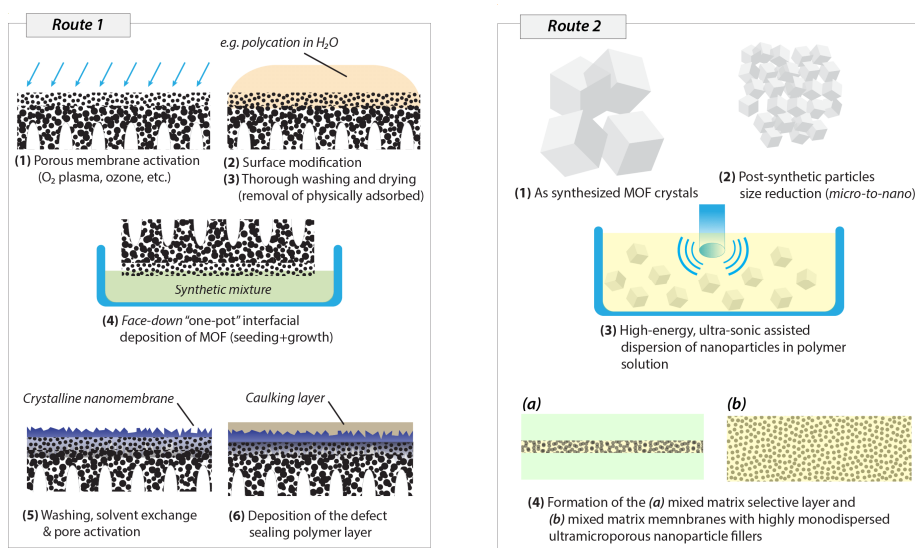 Route 1
e.g. polycation in H₂O
(1) Porous membrane activation
(O₂ plasma, ozone, etc.)
(2) Surface modification
(3) Thorough washing and drying
(removal of physically adsorbed)
Synthetic mixture
(4) Face-down "one-pot" interfacial
deposition of MOF (seeding+growth)
Crystalline nanomembrane
Caulking layer
(5) Washing, solvent exchange
& pore activation
(6) Deposition of the defect
sealing polymer layer
Route 2
(1) As synthesized MOF crystals
(2) Post-synthetic particles
size reduction (micro-to-nano)
(3) High-energy, ultra-sonic assisted
dispersion of nanoparticles in polymer
solution
(a)
(b)
(4) Formation of the (a) mixed matrix selective layer and
(b) mixed matrix memnbranes with highly monodispersed
ultramicroporous nanoparticle fillers